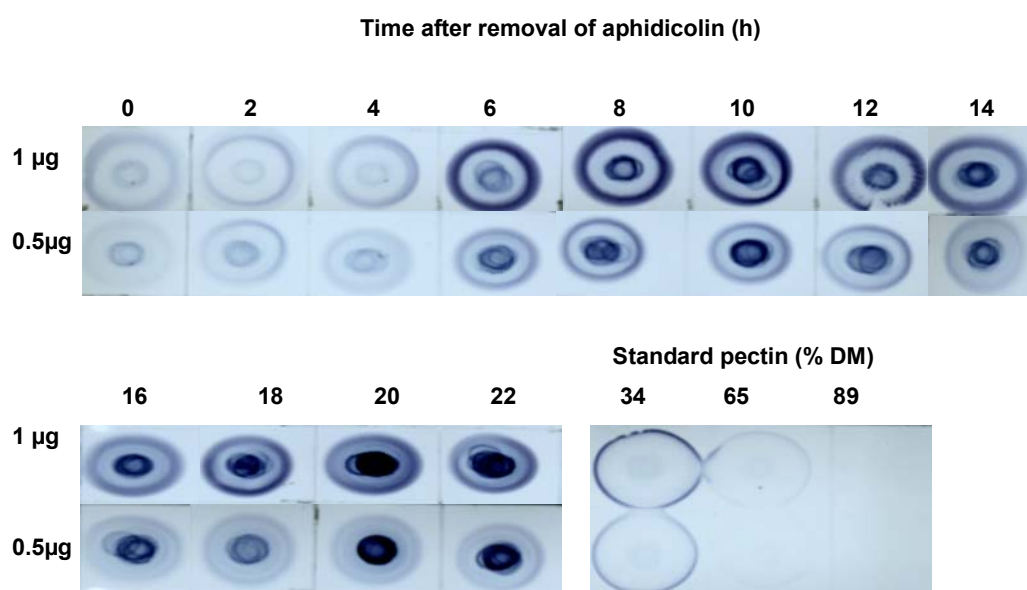 Time after removal of aphidicolin (h)
0 2 4 6 8 10 12 14
1 µg
0.5µg
Standard pectin (% DM)
16 18 20 22 34 65 89
1 µg
0.5µg